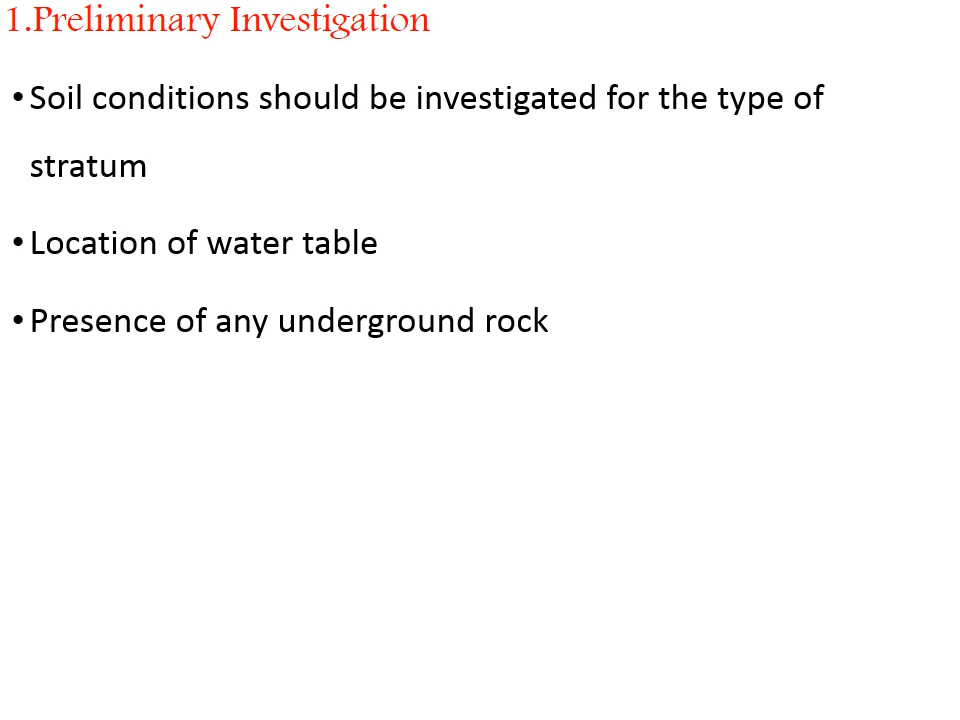 1.Preliminary Investigation
• Soil conditions should be investigated for the type of
stratum
• Location of water table
• Presence of any underground rock